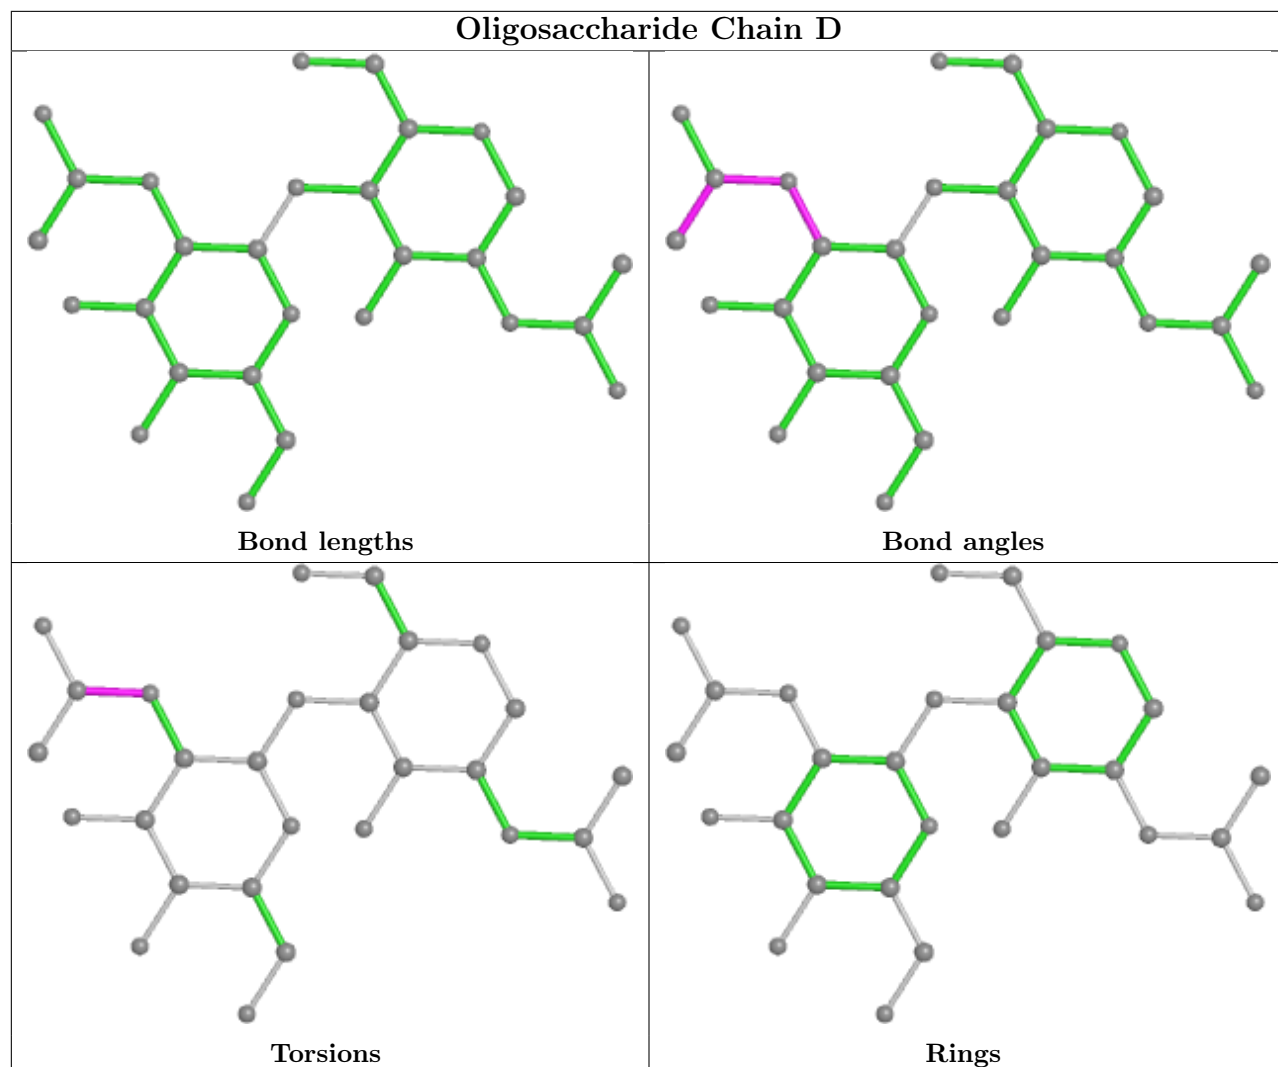 Oligosaccharide Chain D
Bond lengths
Bond angles
Torsions
Rings